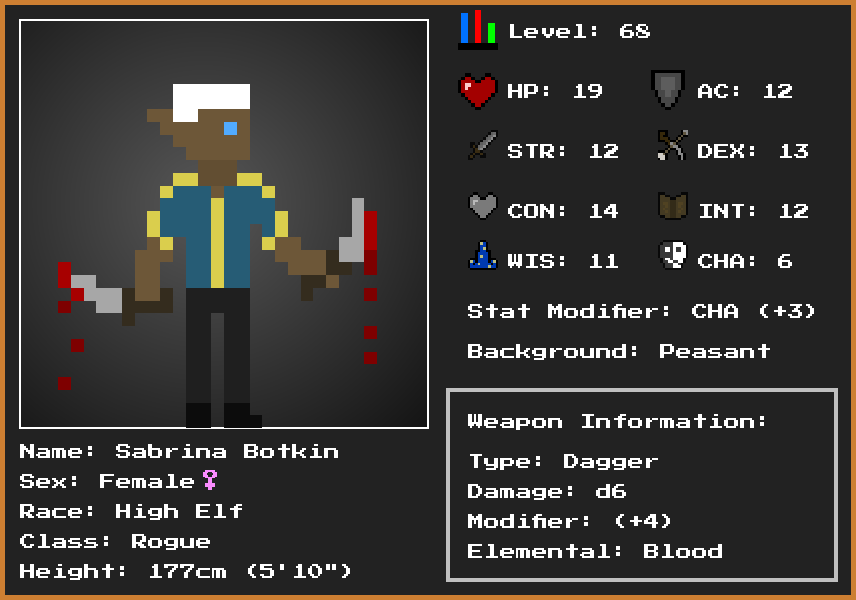 Level: 68
HP: 19
AC: 12
STR: 12
DEX: 13
CON: 14
INT: 12
WIS: 11
CHA: 6
Stat Modifier: CHA (+3)
Background: Peasant
Weapon Information:
Type: Dagger
Damage: d6
Modifier: (+4)
Elemental: Blood
Name: Sabrina Botkin
Sex: Female♀
Race: High Elf
Class: Rogue
Height: 177cm (5'10")